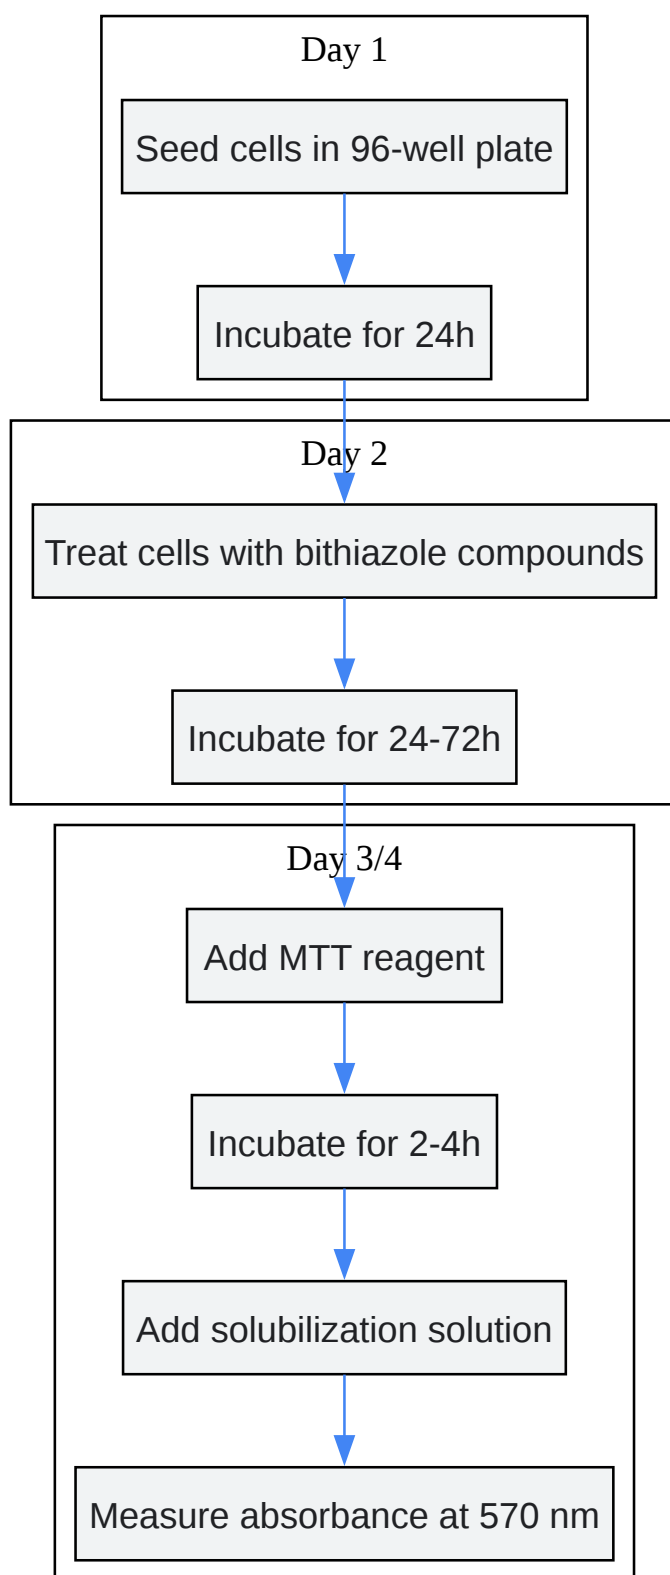 Day 1
Seed cells in 96-well plate
Incubate for 24h
Day 2
Treat cells with bithiazole compounds
Incubate for 24-72h
Day 3/4
Add MTT reagent
Incubate for 2-4h
Add solubilization solution
Measure absorbance at 570 nm